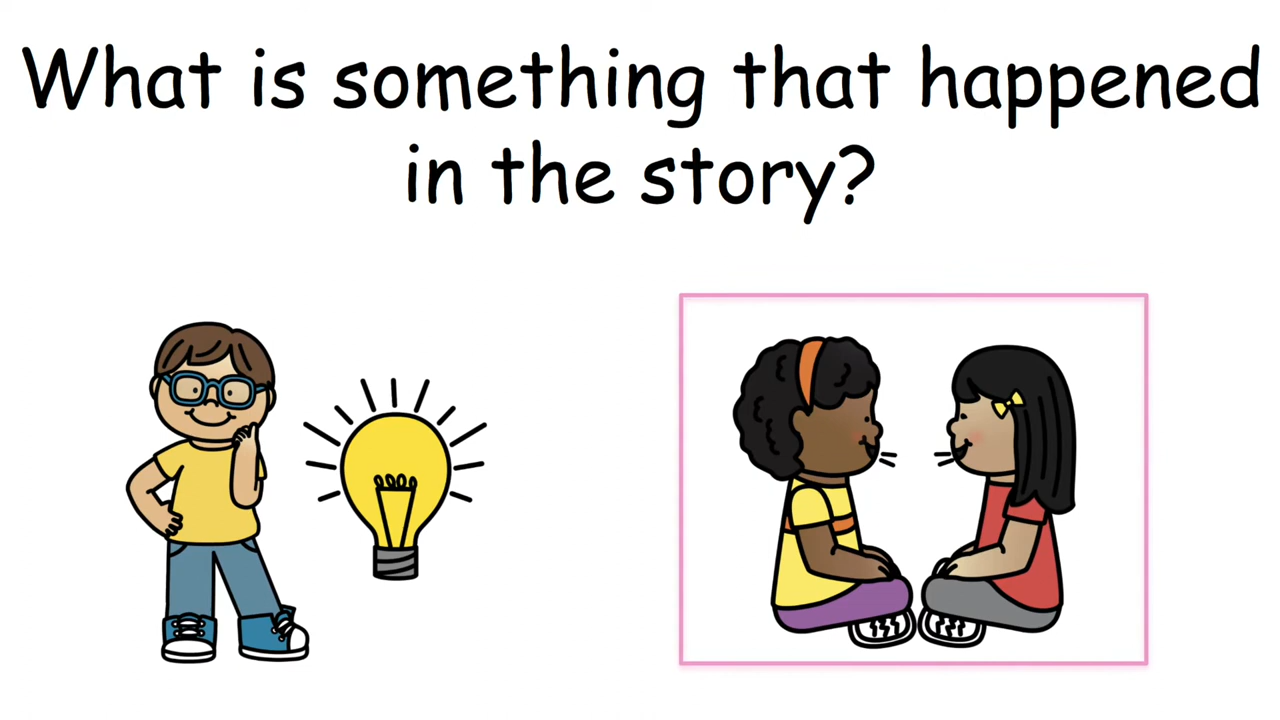 What is something that happened
in the story?